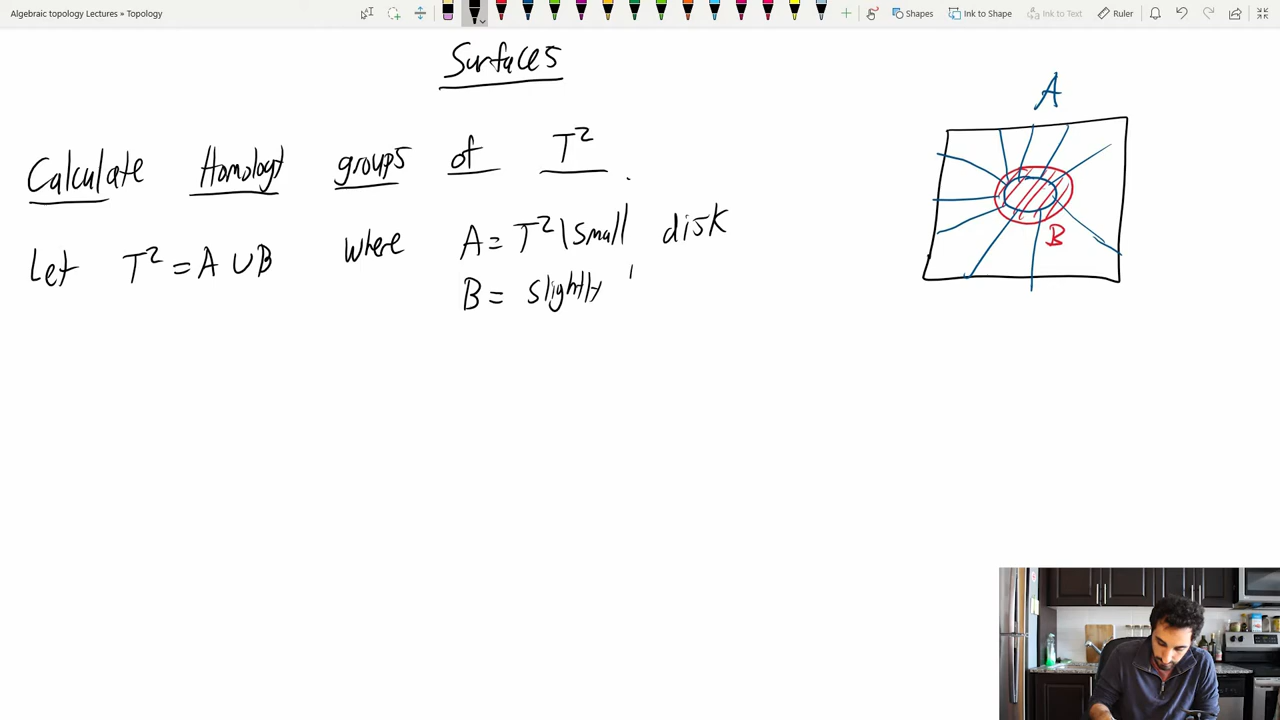 Algebraic topology Lectures » Topology
Shapes Ink to Shape Ink to Text Ruler
Surfaces
A
Calculate Homology groups of T².
Let T² = A ∪ B where A = T² \ small disk
B = slightly
B